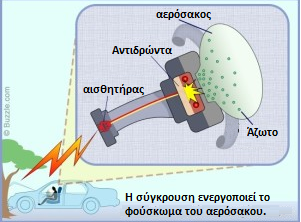 αερόσακος
Αντιδρώντα
αισθητήρας
Άζωτο
© Buzzle.com
Η σύγκρουση ενεργοποιεί το
φούσκωμα του αερόσακου.